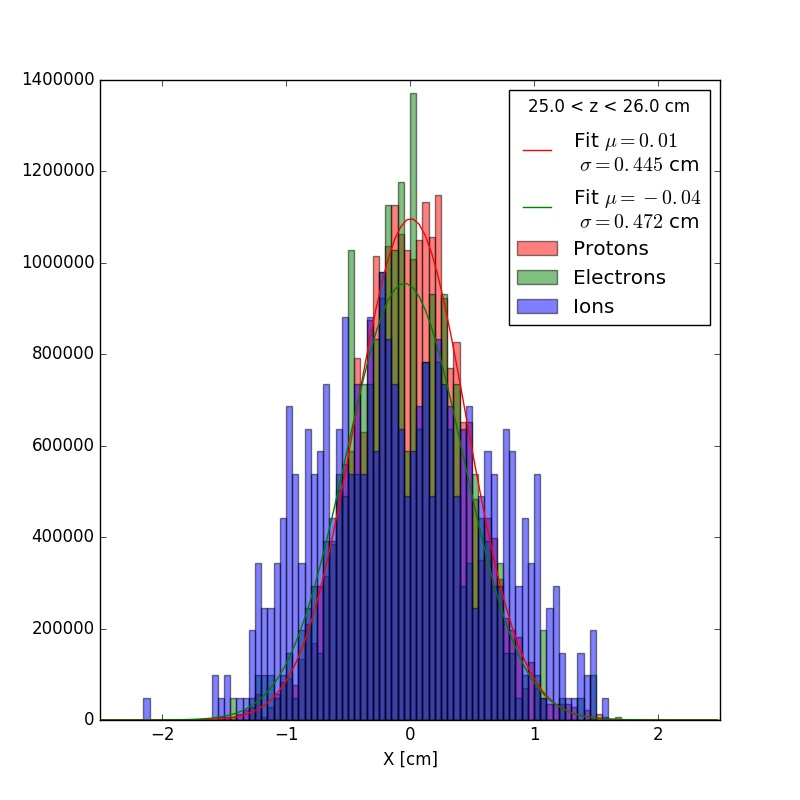 1400000
1200000
1000000
800000
600000
400000
200000
0
25.0 < z < 26.0 cm
Fit μ = 0.01
σ = 0.445 cm
Fit μ = −0.04
σ = 0.472 cm
Protons
Electrons
Ions
−2 −1 0 1 2
X [cm]